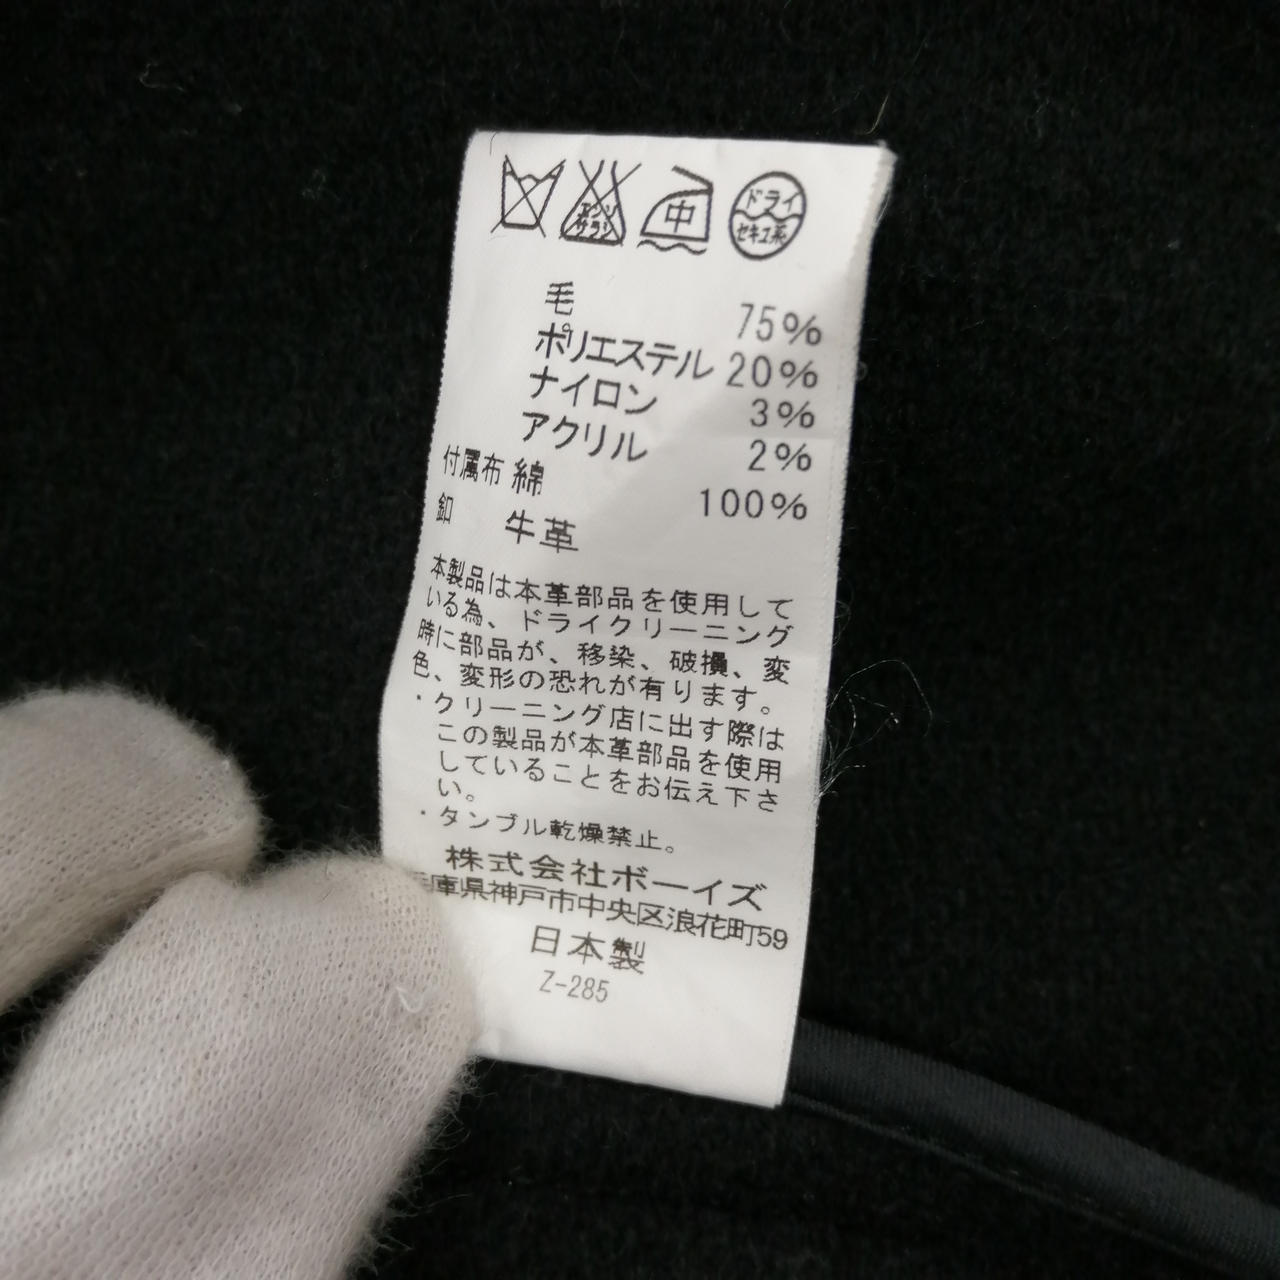 エンソ
サラシ
中
ドライ
セキユ系
毛 75%
ポリエステル 20%
ナイロン 3%
アクリル 2%
付属布 綿 100%
釦 牛革
本製品は本革部品を使用して
いる為、ドライクリーニング
時に部品が、移染、破損、変
色、変形の恐れが有ります。
・クリーニング店に出す際は
この製品が本革部品を使用
していることをお伝え下さ
い。
・タンブル乾燥禁止。
株式会社ボーイズ
庫県神戸市中央区浪花町59
日本製
Z-285